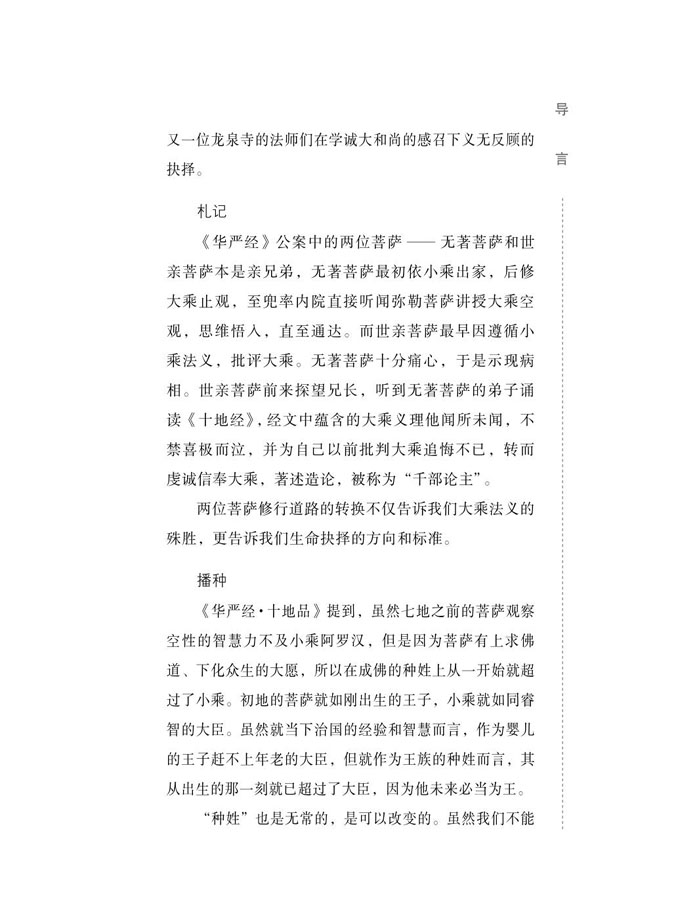 导言
又一位龙泉寺的法师们在学诚大和尚的感召下义无反顾的
抉择。
札记
《华严经》公案中的两位菩萨——无著菩萨和世
亲菩萨本是亲兄弟，无著菩萨最初依小乘出家，后修
大乘止观，至兜率内院直接听闻弥勒菩萨讲授大乘空
观，思维悟入，直至通达。而世亲菩萨最早因遵循小
乘法义，批评大乘。无著菩萨十分痛心，于是示现病
相。世亲菩萨前来探望兄长，听到无著菩萨的弟子诵
读《十地经》，经文中蕴含的大乘义理他闻所未闻，不
禁喜极而泣，并为自己以前批判大乘追悔不已，转而
虔诚信奉大乘，著述造论，被称为“千部论主”。
两位菩萨修行道路的转换不仅告诉我们大乘法义的
殊胜，更告诉我们生命抉择的方向和标准。
播种
《华严经·十地品》提到，虽然七地之前的菩萨观察
空性的智慧力不及小乘阿罗汉，但是因为菩萨有上求佛
道、下化众生的大愿，所以在成佛的种姓上从一开始就超
过了小乘。初地的菩萨就如刚出生的王子，小乘就如同睿
智的大臣。虽然就当下治国的经验和智慧而言，作为婴儿
的王子赶不上年老的大臣，但就作为王族的种姓而言，其
从出生的那一刻就已超过了大臣，因为他未来必当为王。
“种姓”也是无常的，是可以改变的。虽然我们不能